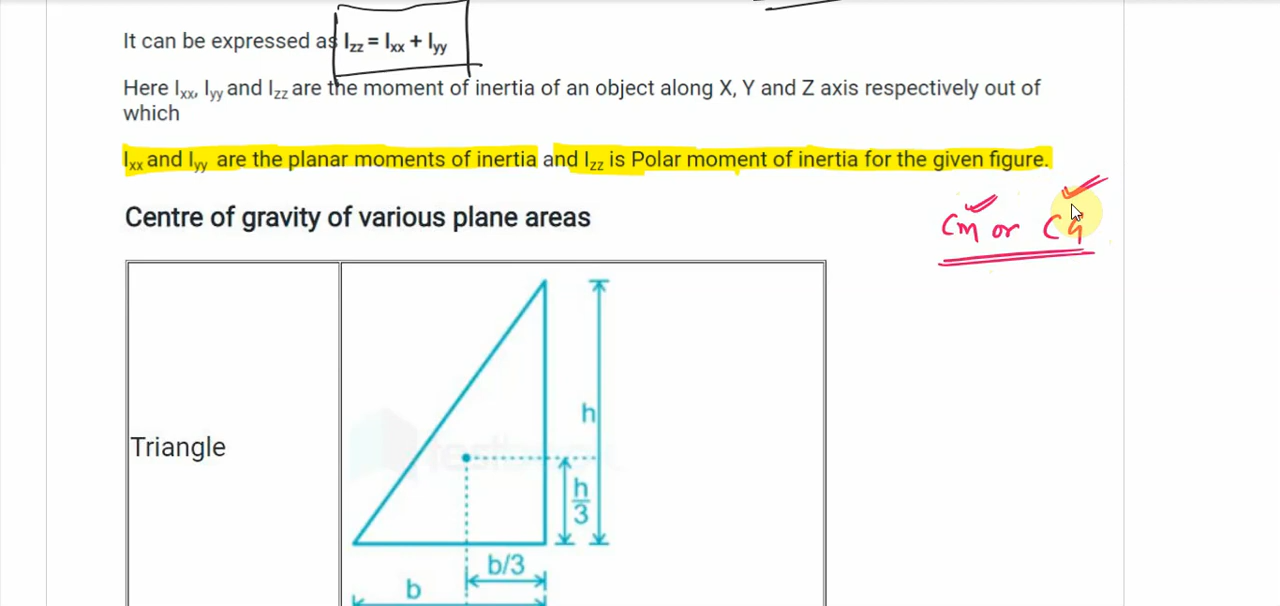 It can be expressed as Izz = Ixx + Iyy
Here Ixx, Iyy and Izz are the moment of inertia of an object along X, Y and Z axis respectively out of
which
Ixx and Iyy are the planar moments of inertia and Izz is Polar moment of inertia for the given figure.
Centre of gravity of various plane areas
CM or CG
Triangle
h
h
3
b/3
b